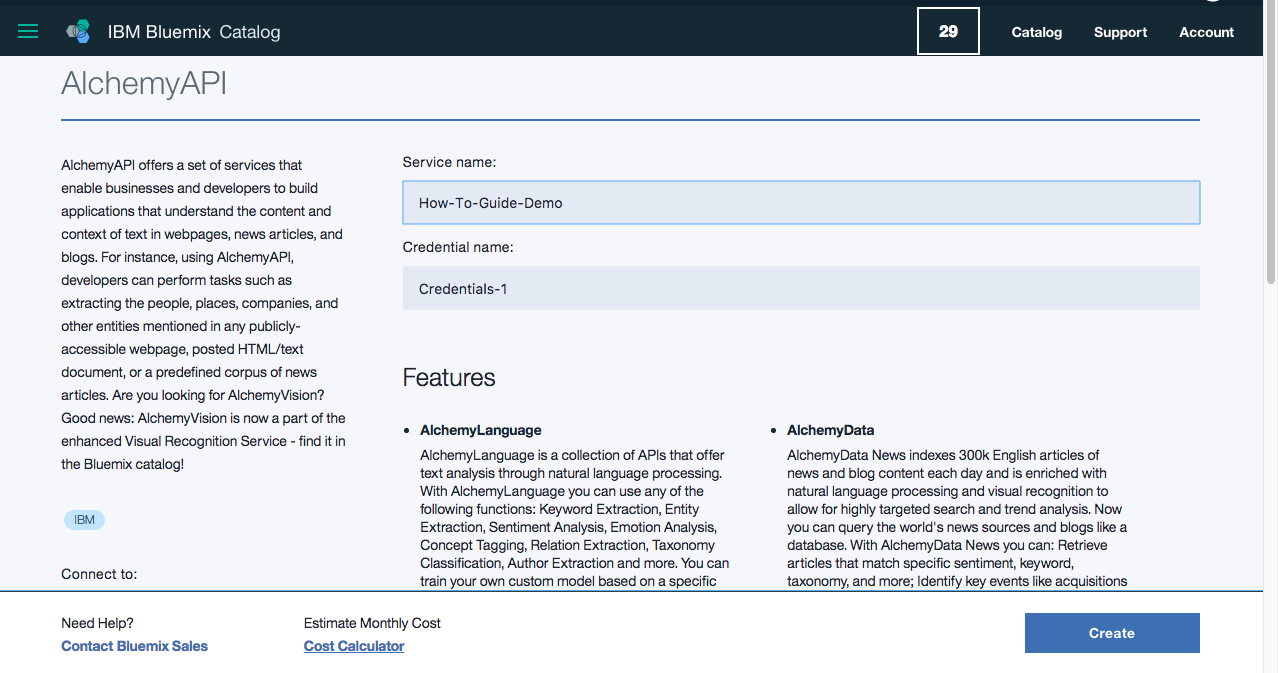 IBM Bluemix Catalog
29
Catalog
Support
Account
AlchemyAPI
AlchemyAPI offers a set of services that
enable businesses and developers to build
applications that understand the content and
context of text in webpages, news articles, and
blogs. For instance, using AlchemyAPI,
developers can perform tasks such as
extracting the people, places, companies, and
other entities mentioned in any publicly-
accessible webpage, posted HTML/text
document, or a predefined corpus of news
articles. Are you looking for AlchemyVision?
Good news: AlchemyVision is now a part of the
enhanced Visual Recognition Service - find it in
the Bluemix catalog!
IBM
Connect to:
Service name:
How-To-Guide-Demo
Credential name:
Credentials-1
Features
• AlchemyLanguage
AlchemyLanguage is a collection of APIs that offer
text analysis through natural language processing.
With AlchemyLanguage you can use any of the
following functions: Keyword Extraction, Entity
Extraction, Sentiment Analysis, Emotion Analysis,
Concept Tagging, Relation Extraction, Taxonomy
Classification, Author Extraction and more. You can
train your own custom model based on a specific
• AlchemyData
AlchemyData News indexes 300k English articles of
news and blog content each day and is enriched with
natural language processing and visual recognition to
allow for highly targeted search and trend analysis. Now
you can query the world's news sources and blogs like a
database. With AlchemyData News you can: Retrieve
articles that match specific sentiment, keyword,
taxonomy, and more; Identify key events like acquisitions
Need Help?
Contact Bluemix Sales
Estimate Monthly Cost
Cost Calculator
Create